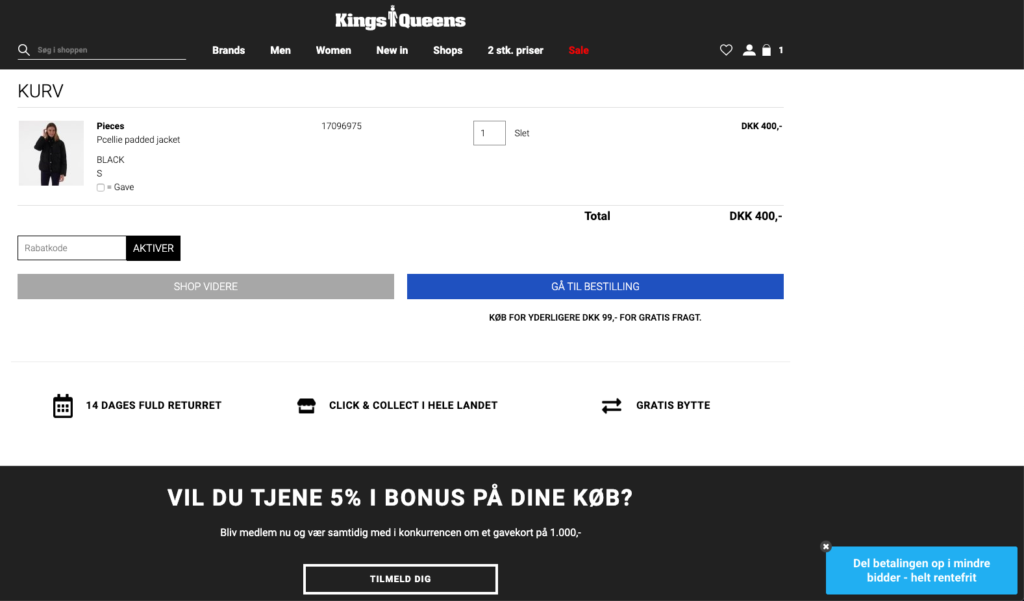 Kings Queens
Søg i shoppen
Brands Men Women New in Shops 2 stk. priser Sale
1
KURV
Pieces 17096975 1 Slet DKK 400,-
Pcellie padded jacket
BLACK
S
= Gave
Total DKK 400,-
Rabatkode AKTIVER
SHOP VIDERE GÅ TIL BESTILLING
KØB FOR YDERLIGERE DKK 99,- FOR GRATIS FRAGT.
14 DAGES FULD RETURRET CLICK & COLLECT I HELE LANDET GRATIS BYTTE
VIL DU TJENE 5% I BONUS PÅ DINE KØB?
Bliv medlem nu og vær samtidig med i konkurrencen om et gavekort på 1.000,-
TILMELD DIG
Del betalingen op i mindre
bidder - helt rentefrit